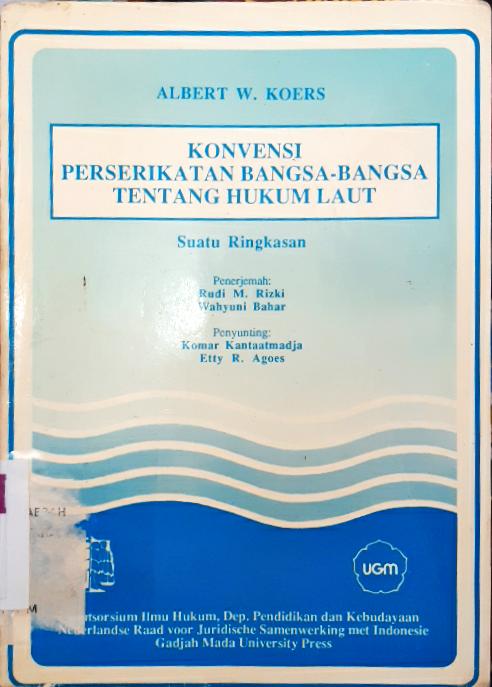 ALBERT W. KOERS
KONVENSI
PERSERIKATAN BANGSA-BANGSA
TENTANG HUKUM LAUT
Suatu Ringkasan
Penerjemah:
Rudi M. Rizki
Wahyuni Bahar
Penyunting:
Komar Kantaatmadja
Etty R. Agoes
UGM
Ilmu Hukum, Dep. Pendidikan dan Kebudayaan
Nederlandse Raad voor Juridische Samenwerking met Indonesie
Gadjah Mada University Press